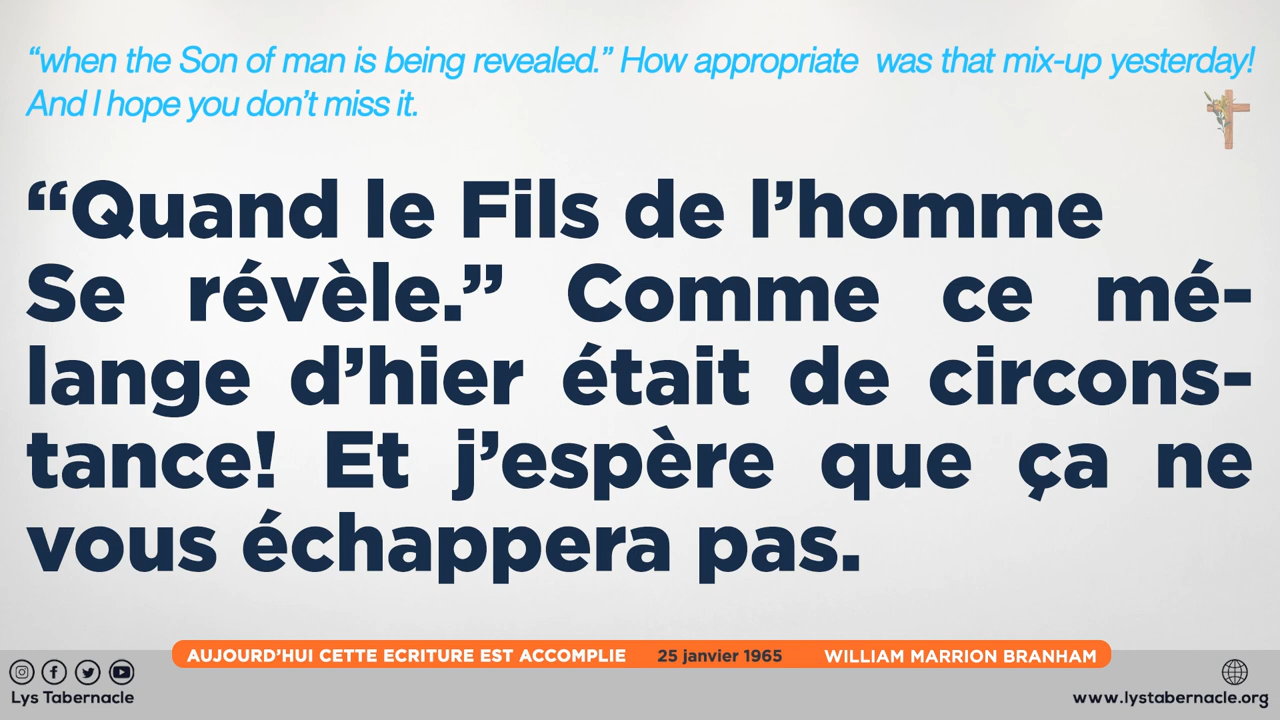 “when the Son of man is being revealed.” How appropriate was that mix-up yesterday!
And I hope you don’t miss it.
“Quand le Fils de l’homme
Se révèle.” Comme ce mé-
lange d’hier était de circons-
tance! Et j’espère que ça ne
vous échappera pas.
AUJOURD’HUI CETTE ECRITURE EST ACCOMPLIE 25 janvier 1965 WILLIAM MARRION BRANHAM
Lys Tabernacle
www.lystabernacle.org